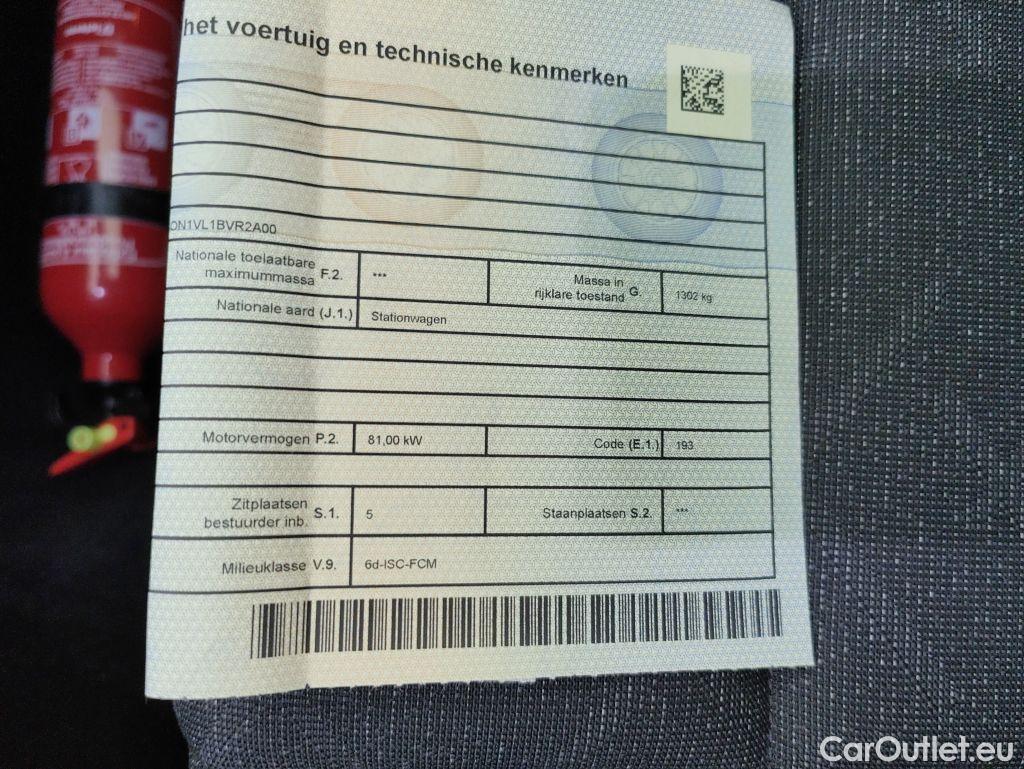 het voertuig en technische kenmerken
ON1VL1BVR2A00
Nationale toelaatbare
maximummassa F.2. ***
Massa in
rijklare toestand G. 1302 kg
Nationale aard (J.1.) Stationwagen
Motorvermogen P.2. 81,00 kW Code (E.1.) 193
Zitplaatsen
bestuurder inb. S.1. 5 Staanplaatsen S.2. ***
Milieuklasse V.9. 6d-ISC-FCM
CarOutlet.eu